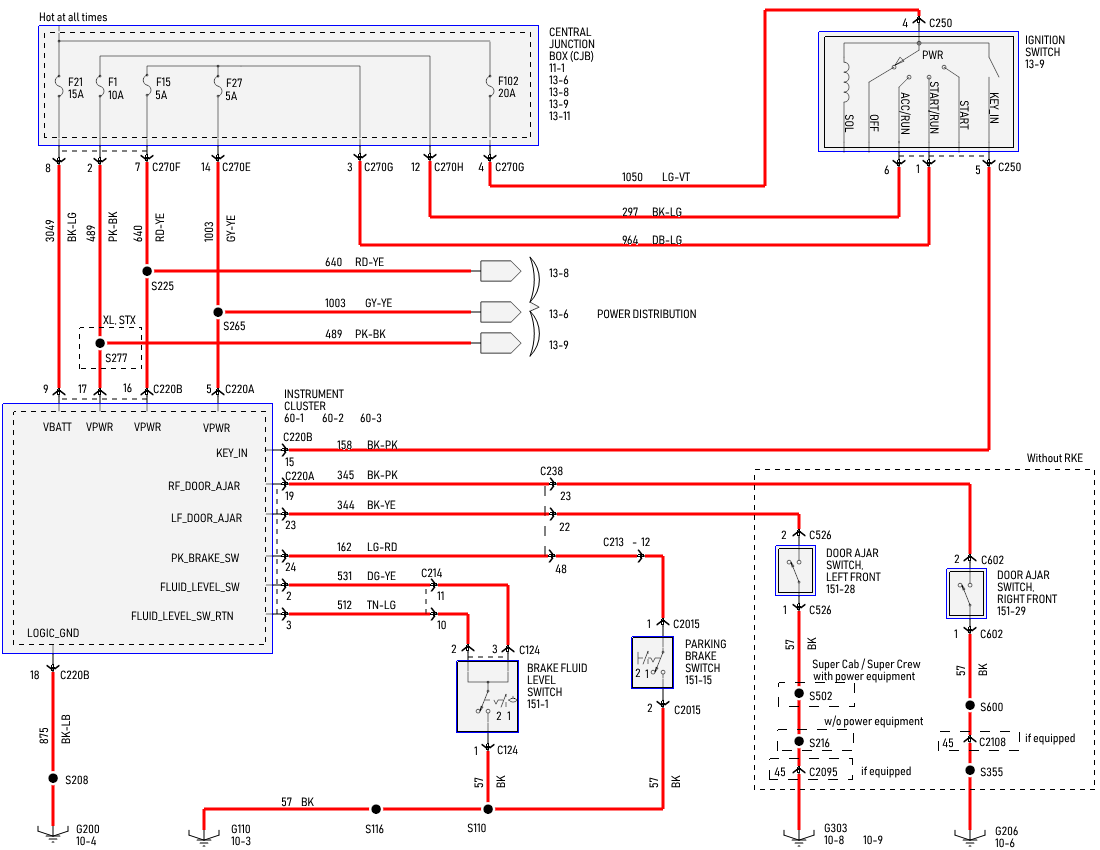 Hot at all times
CENTRAL
JUNCTION
BOX (CJB)
11-1
13-6
13-8
13-9
13-11
F21
15A
F1
10A
F15
5A
F27
5A
F102
20A
8
2
7 C270F
14 C270E
3 C270G
12 C270H
4 C270G
4 C250
IGNITION
SWITCH
13-9
PWR
SOL
OFF
ACC/RUN
START/RUN
START
KEY_IN
6
1
5 C250
1050 LG-VT
297 BK-LG
964 DB-LG
3049 BK-LG
489 PK-BK
640 RD-YE
1003 GY-YE
640 RD-YE
S225
13-8
1003 GY-YE
S265
13-6
POWER DISTRIBUTION
XL, STX
489 PK-BK
S277
13-9
9
17
16 C220B
5 C220A
INSTRUMENT
CLUSTER
60-1 60-2 60-3
VBATT
VPWR
VPWR
VPWR
KEY_IN
C220B
15
158 BK-PK
RF_DOOR_AJAR
C220A
19
345 BK-PK
C238
23
LF_DOOR_AJAR
23
344 BK-YE
22
PK_BRAKE_SW
24
162 LG-RD
48
C213 - 12
FLUID_LEVEL_SW
2
531 DG-YE
C214
11
FLUID_LEVEL_SW_RTN
3
512 TN-LG
10
LOGIC_GND
18 C220B
875 BK-LB
S208
G200
10-4
2
3 C124
BRAKE FLUID
LEVEL
SWITCH
151-1
2 1
1 C124
57 BK
57 BK
S116
S110
G110
10-3
1 C2015
PARKING
BRAKE
SWITCH
151-15
2 1
2 C2015
57 BK
Without RKE
2 C526
DOOR AJAR
SWITCH,
LEFT FRONT
151-28
1 C526
57 BK
Super Cab / Super Crew
with power equipment
S502
w/o power equipment
S216
45 C2095
if equipped
G303
10-8 10-9
2 C602
DOOR AJAR
SWITCH,
RIGHT FRONT
151-29
1 C602
57 BK
S600
45 C2108
if equipped
S355
G206
10-6